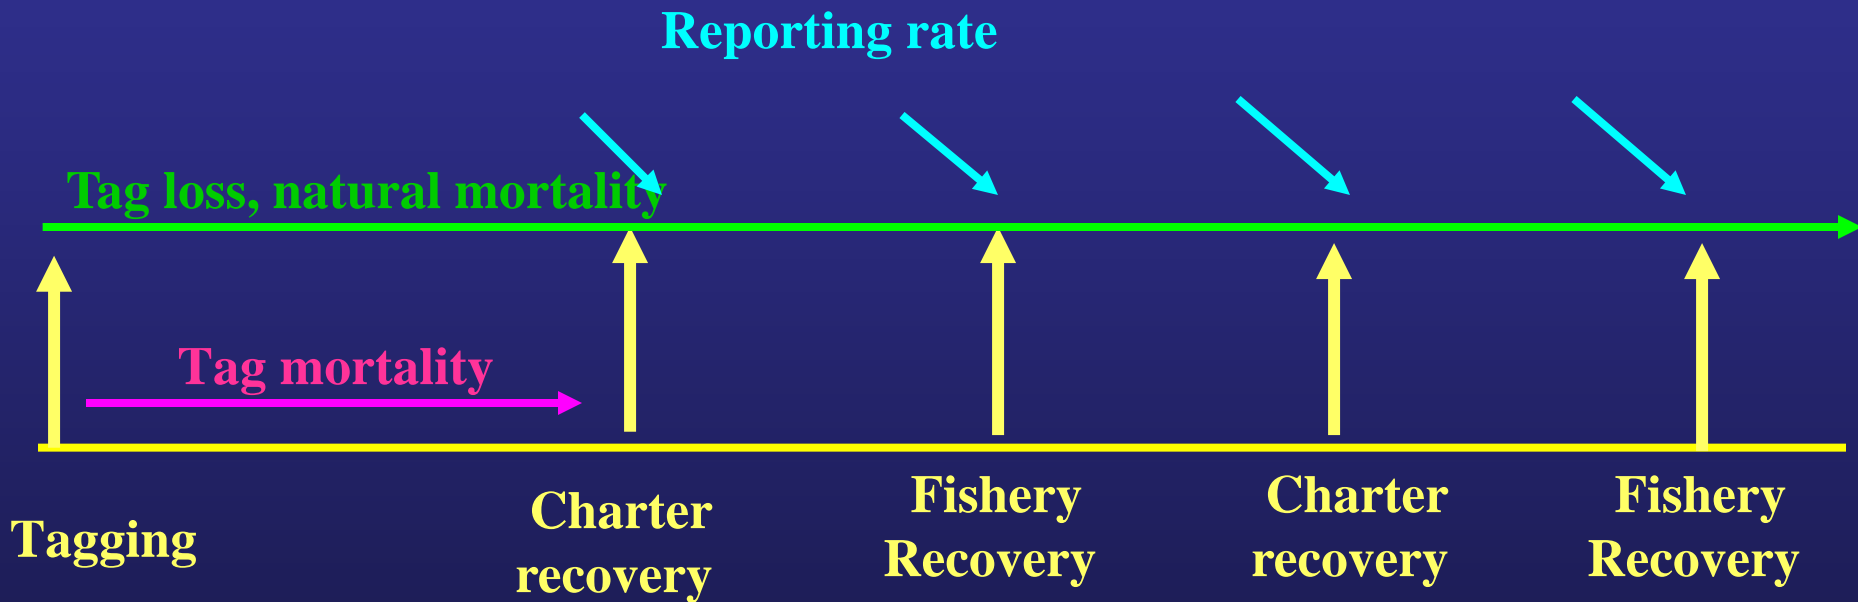 Reporting rate
Tag loss, natural mortality
Tag mortality
Tagging
Charter
recovery
Fishery
Recovery
Charter
recovery
Fishery
Recovery